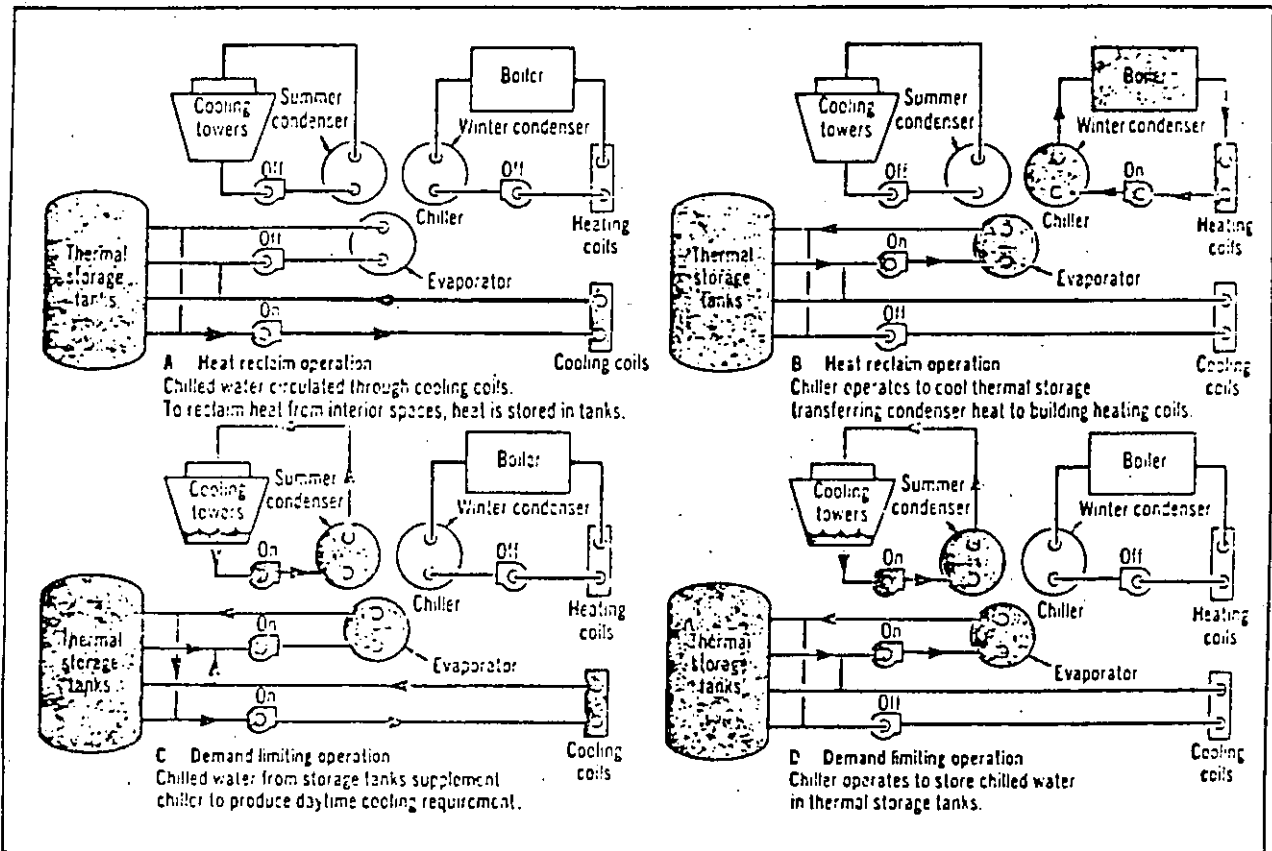 Cooling
towers
Summer
condenser
Boiler
Winter condenser
Off
Off
Chiller
Heating
coils
Thermal
storage
tanks
Off
Evaporator
On
Cooling coils
A Heat reclaim operation
Chilled water circulated through cooling coils.
To reclaim heat from interior spaces, heat is stored in tanks.
Cooling
towers
Summer
condenser
Boiler
Winter condenser
Off
On
Chiller
Heating
coils
Thermal
storage
tanks
On
Evaporator
Off
Cooling
coils
B Heat reclaim operation
Chiller operates to cool thermal storage
transferring condenser heat to building heating coils.
Cooling
towers
Summer
condenser
Boiler
Winter condenser
On
Off
Chiller
Heating
coils
Thermal
storage
tanks
On
Evaporator
On
Cooling
coils
C Demand limiting operation
Chilled water from storage tanks supplement
chiller to produce daytime cooling requirement.
Cooling
towers
Summer
condenser
Boiler
Winter condenser
On
Off
Chiller
Heating
coils
Thermal
storage
tanks
On
Evaporator
Off
Cooling
coils
D Demand limiting operation
Chiller operates to store chilled water
in thermal storage tanks.